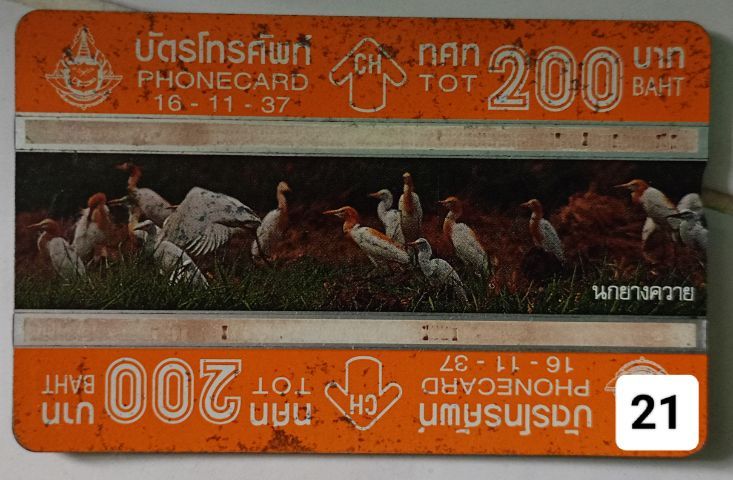 บัตรโทรศัพท์ CH ทศท 200 บาท
PHONECARD TOT BAHT
16 - 11 - 37
นกยางควาย
บัตรโทรศัพท์ CH ทศท 200 บาท
PHONECARD TOT BAHT
16 - 11 - 37
21